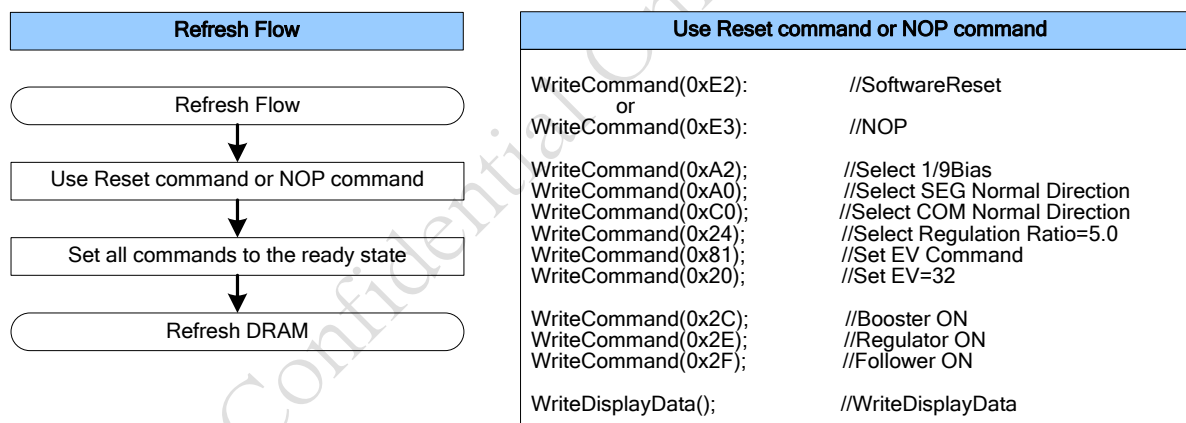 Refresh Flow
Refresh Flow
Use Reset command or NOP command
Set all commands to the ready state
Refresh DRAM
Use Reset command or NOP command
WriteCommand(0xE2): //SoftwareReset
or
WriteCommand(0xE3): //NOP
WriteCommand(0xA2); //Select 1/9Bias
WriteCommand(0xA0); //Select SEG Normal Direction
WriteCommand(0xC0); //Select COM Normal Direction
WriteCommand(0x24); //Select Regulation Ratio=5.0
WriteCommand(0x81); //Set EV Command
WriteCommand(0x20); //Set EV=32
WriteCommand(0x2C); //Booster ON
WriteCommand(0x2E); //Regulator ON
WriteCommand(0x2F); //Follower ON
WriteDisplayData(); //WriteDisplayData
Confidential